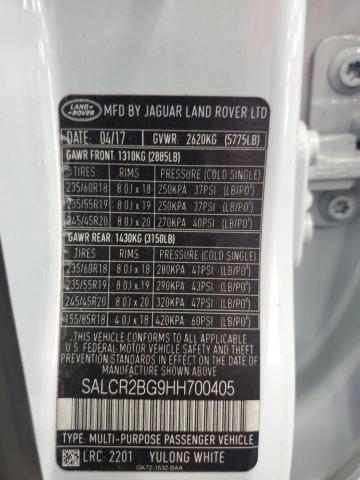 LAND-
ROVER
MFD BY JAGUAR LAND ROVER LTD
DATE: 04/17 GVWR: 2620KG (5775LB)
GAWR FRONT: 1310KG (2885LB)
TIRES RIMS PRESSURE (COLD SINGLE)
235/60R18 8.0J x 18 250KPA 37PSI (LB/PO²)
235/55R19 8.0J x 19 250KPA 37PSI (LB/PO²)
245/45R20 8.0J x 20 270KPA 40PSI (LB/PO²)
GAWR REAR: 1430KG (3150LB)
TIRES RIMS PRESSURE (COLD SINGLE)
235/60R18 8.0J x 18 280KPA 41PSI (LB/PO²)
235/55R19 8.0J x 19 290KPA 43PSI (LB/PO²)
245/45R20 8.0J x 20 320KPA 47PSI (LB/PO²)
155/85R18 4.0J x 18 420KPA 60PSI (LB/PO²)
THIS VEHICLE CONFORMS TO ALL APPLICABLE
U.S. FEDERAL MOTOR VEHICLE SAFETY
AND THEFT PREVENTION STANDARDS IN EFFECT
ON THE DATE OF MANUFACTURE SHOWN ABOVE
SALCR2BG9HH700405
TYPE: MULTI-PURPOSE PASSENGER VEHICLE
LRC: 2201 YULONG WHITE
GK72-1532-BAA